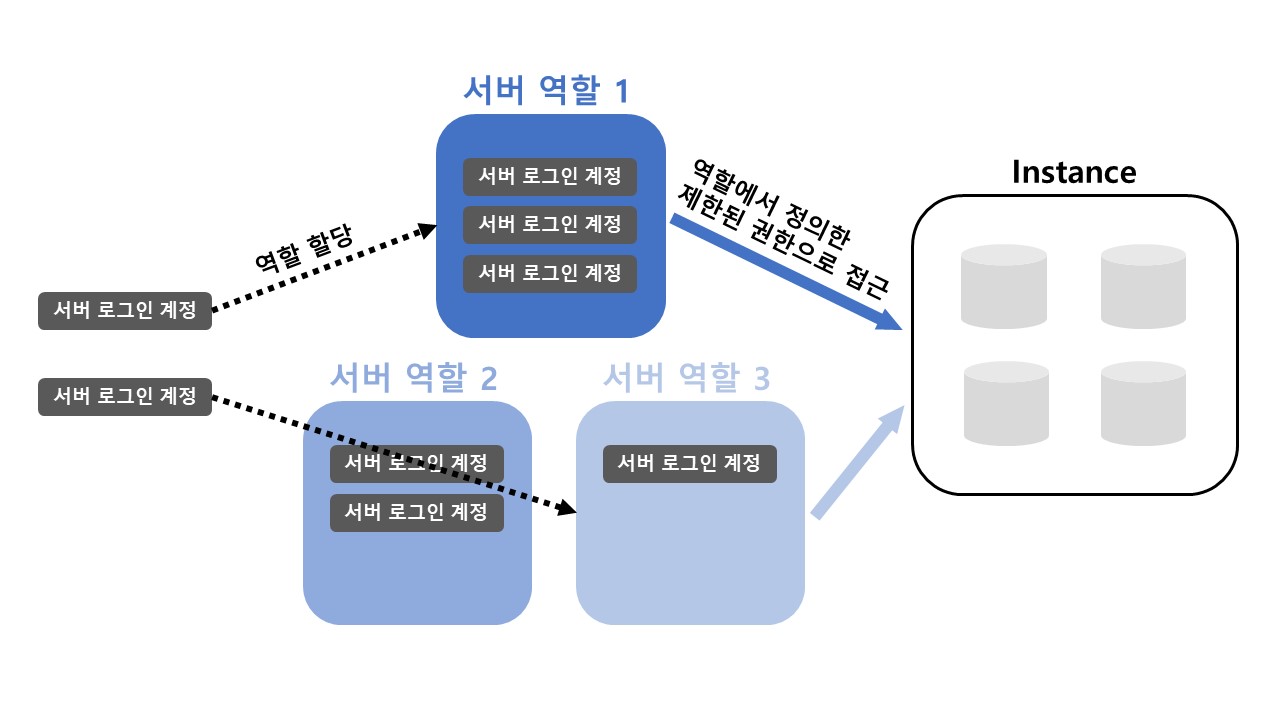 서버 역할 1
서버 로그인 계정
서버 로그인 계정
서버 로그인 계정
역할에서 정의한
제한된 권한으로 접근
Instance
역할 할당
서버 로그인 계정
서버 로그인 계정
서버 역할 2
서버 로그인 계정
서버 로그인 계정
서버 역할 3
서버 로그인 계정